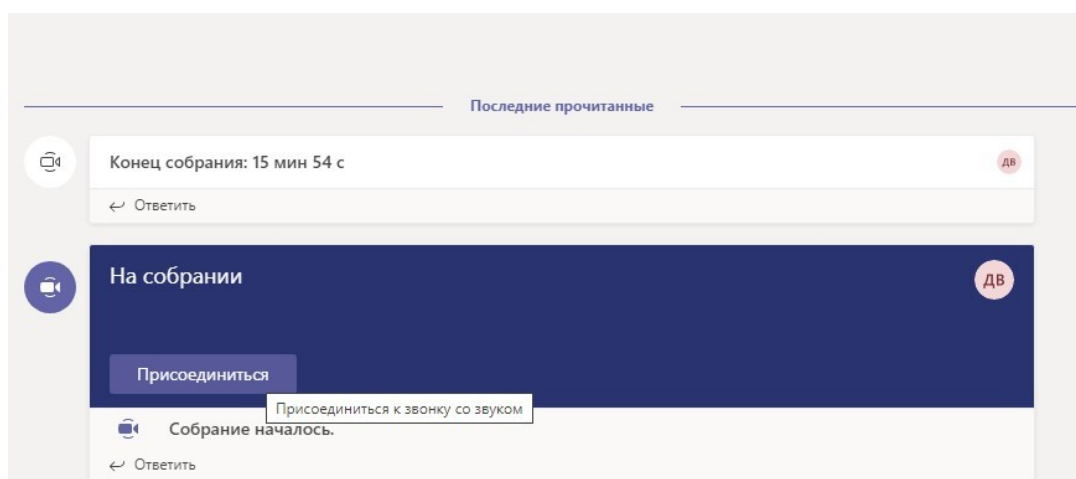 Последние прочитанные
Конец собрания: 15 мин 54 с
ДВ
Ответить
На собрании
ДВ
Присоединиться
Присоединиться к звонку со звуком
Собрание началось.
Ответить